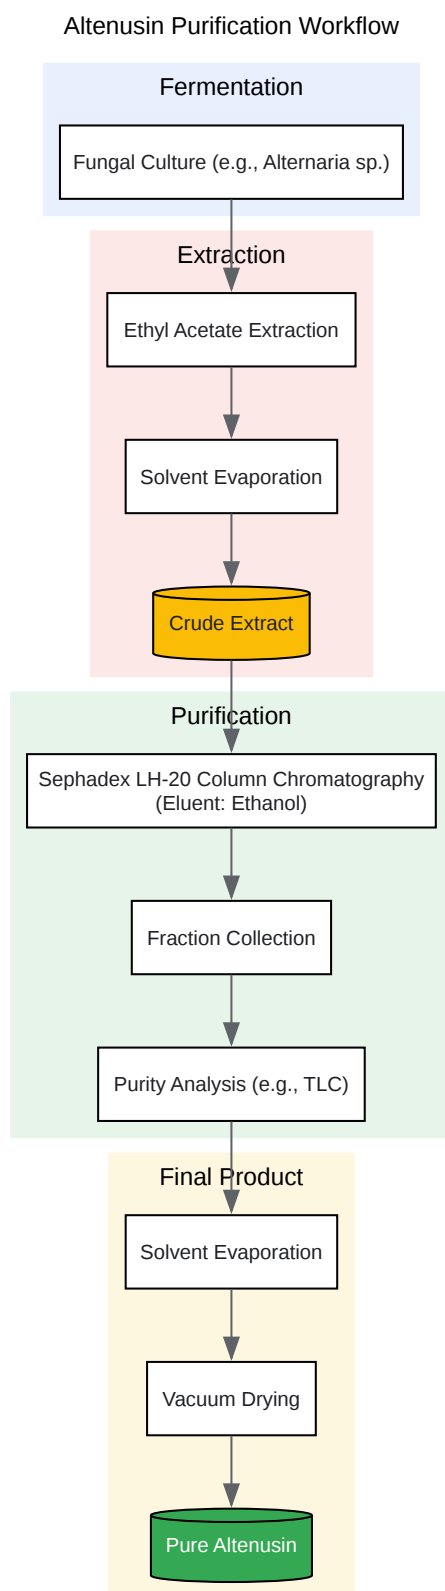 Altenusin Purification Workflow
Fermentation
Fungal Culture (e.g., Alternaria sp.)
Extraction
Ethyl Acetate Extraction
Solvent Evaporation
Crude Extract
Purification
Sephadex LH-20 Column Chromatography
(Eluent: Ethanol)
Fraction Collection
Purity Analysis (e.g., TLC)
Final Product
Solvent Evaporation
Vacuum Drying
Pure Altenusin